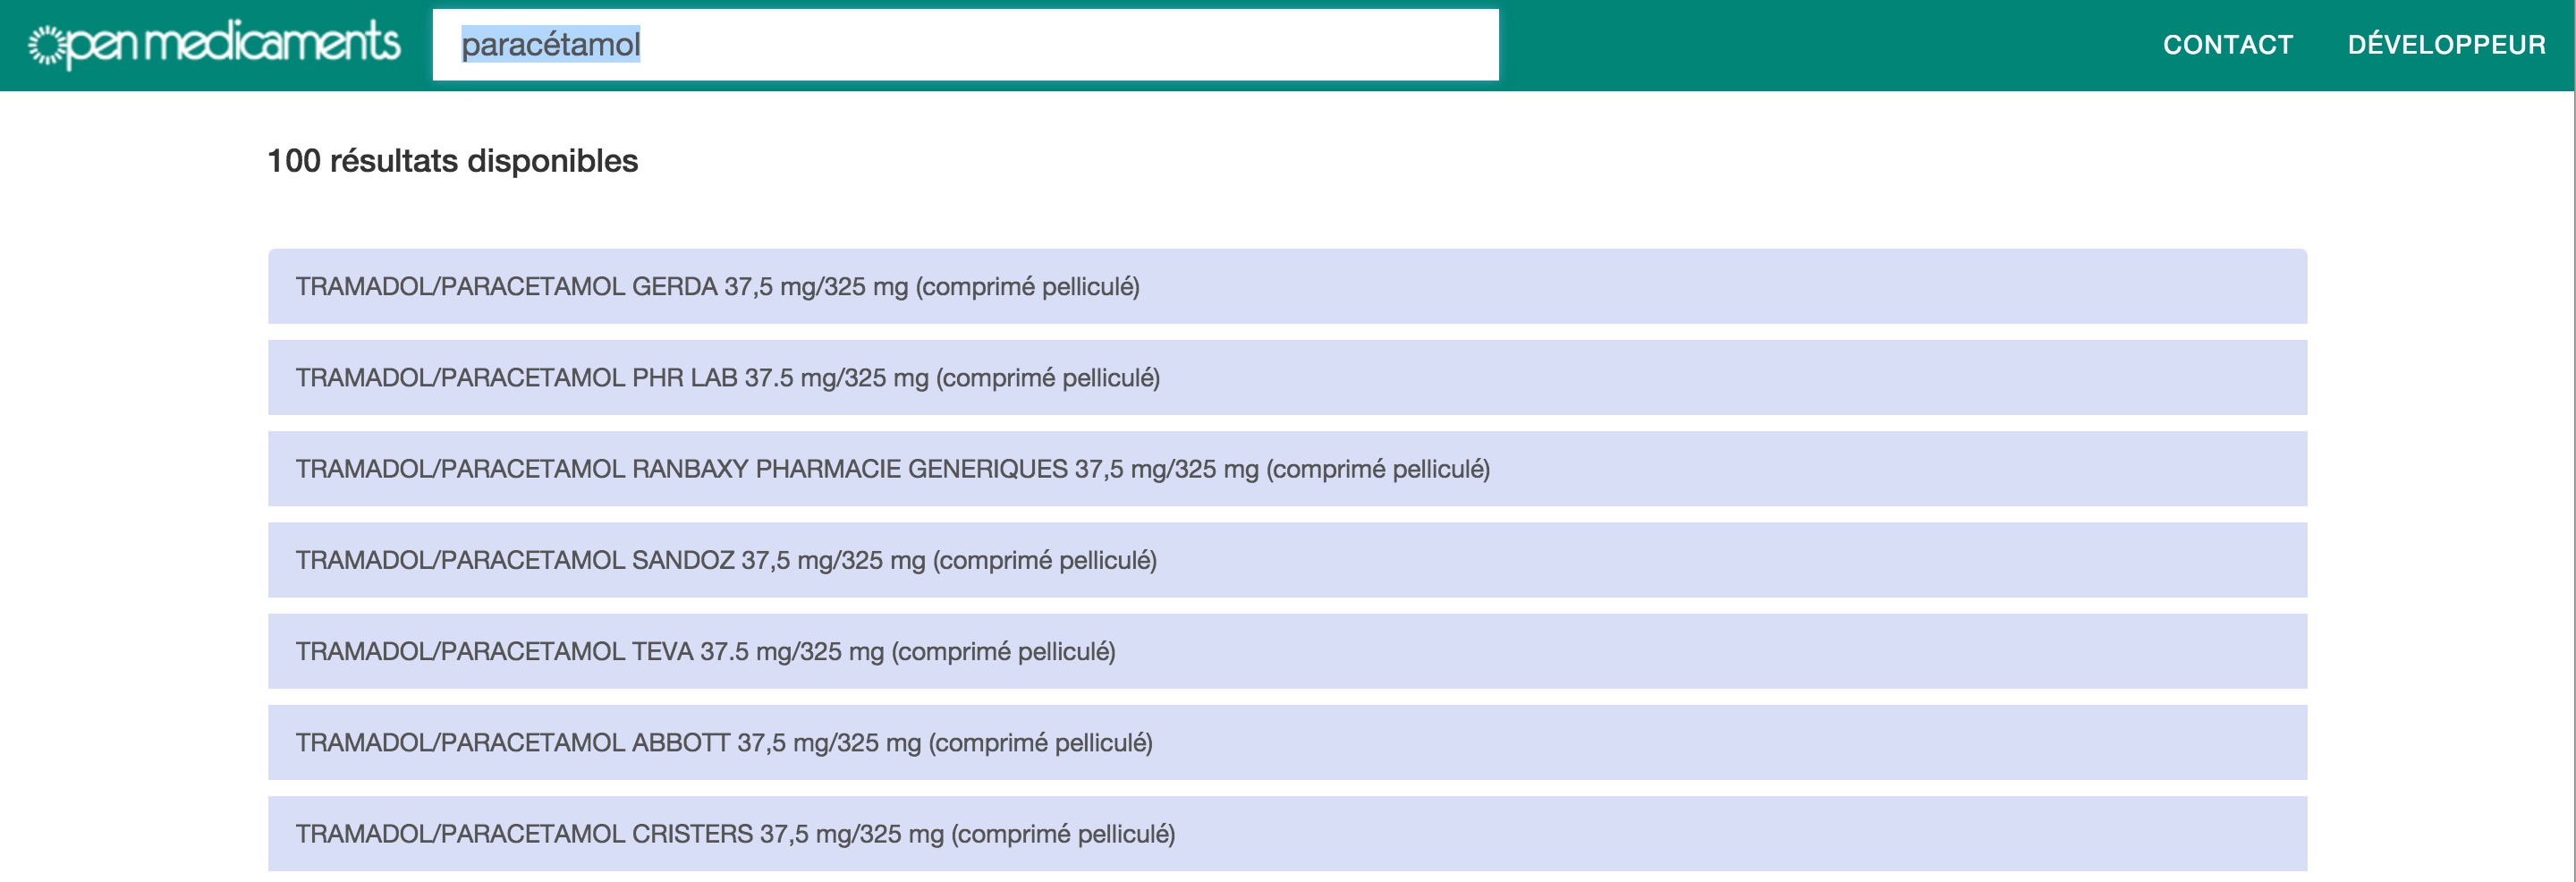 open medicaments
paracétamol
CONTACT
DÉVELOPPEUR
100 résultats disponibles
TRAMADOL/PARACETAMOL GERDA 37,5 mg/325 mg (comprimé pelliculé)
TRAMADOL/PARACETAMOL PHR LAB 37.5 mg/325 mg (comprimé pelliculé)
TRAMADOL/PARACETAMOL RANBAXY PHARMACIE GENERIQUES 37,5 mg/325 mg (comprimé pelliculé)
TRAMADOL/PARACETAMOL SANDOZ 37,5 mg/325 mg (comprimé pelliculé)
TRAMADOL/PARACETAMOL TEVA 37.5 mg/325 mg (comprimé pelliculé)
TRAMADOL/PARACETAMOL ABBOTT 37,5 mg/325 mg (comprimé pelliculé)
TRAMADOL/PARACETAMOL CRISTERS 37,5 mg/325 mg (comprimé pelliculé)